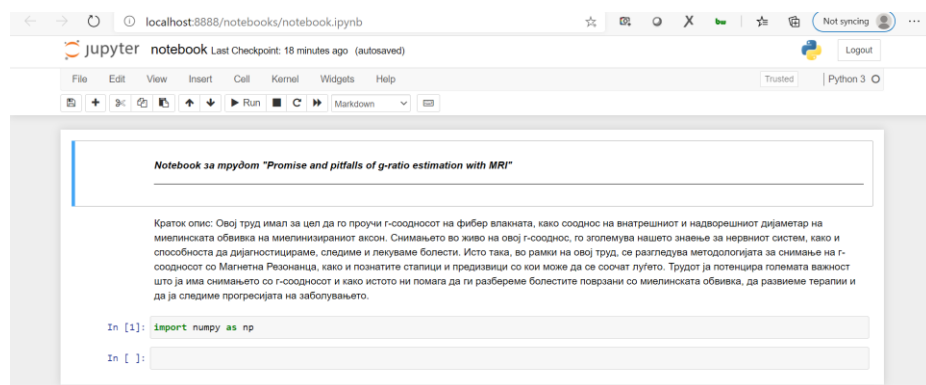 localhost:8888/notebooks/notebook.ipynb
Not syncing
jupyter notebook Last Checkpoint: 18 minutes ago (autosaved)
Logout
File Edit View Insert Cell Kernel Widgets Help
Trusted
Python 3
Run
Markdown
Notebook за трудот "Promise and pitfalls of g-ratio estimation with MRI"
Краток опис: Овој труд имал за цел да го проучи г-соодносот на фибер влакната, како сооднос на внатрешниот и надворешниот дијаметар на
миелинската обвивка на миелинизираниот аксон. Снимањето во живо на овој г-сооднос, го зголемува нашето знаење за нервниот систем, како и
способноста да дијагностицираме, следиме и лекуваме болести. Исто така, во рамки на овој труд, се разгледува методологијата за снимање на г-
соодносот со Магнетна Резонанца, како и познатите стапици и предизвици со кои може да се соочат луѓето. Трудот ја потенцира големата важност
што ја има снимањето со г-соодносот и како истото ни помага да ги разбереме болестите поврзани со миелинската обвивка, да развиеме терапии и
да ја следиме прогресијата на заболувањето.
In [1]: import numpy as np
In [ ]: